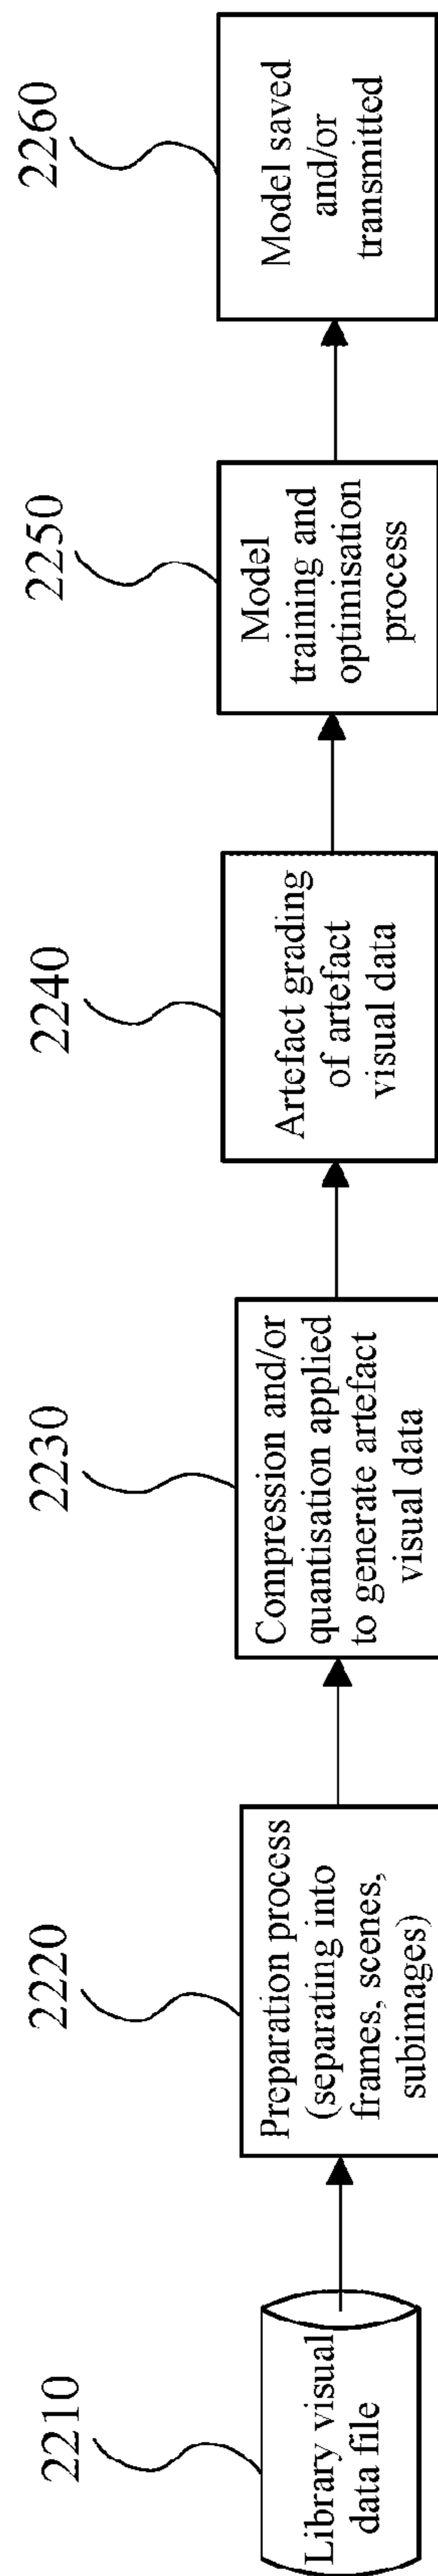 2210
Library visual
data file
2220
Preparation process
(separating into
frames, scenes,
subimages)
2230
Compression and/or
quantisation applied
to generate artefact
visual data
2240
Artefact grading
of artefact
visual data
2250
Model
training and
optimisation
process
2260
Model saved
and/or
transmitted